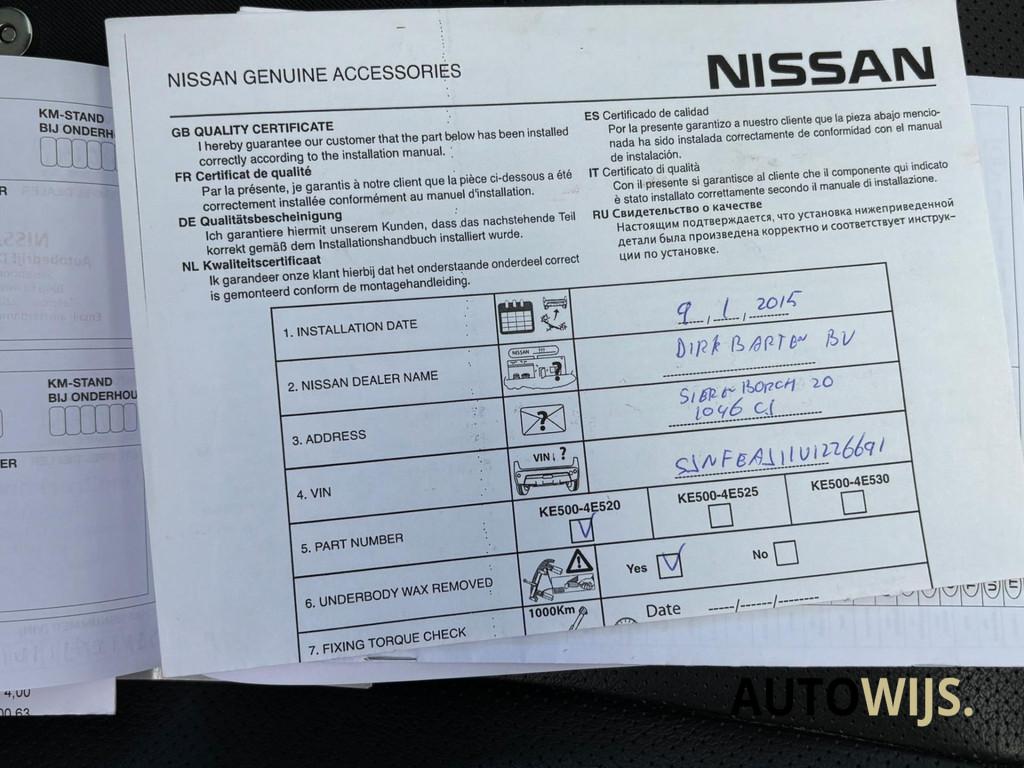 NISSAN GENUINE ACCESSORIES
NISSAN
GB QUALITY CERTIFICATE
I hereby guarantee our customer that the part below has been installed
correctly according to the installation manual.
FR Certificat de qualité
Par la présente, je garantis à notre client que la pièce ci-dessous a été
correctement installée conformément au manuel d'installation.
DE Qualitätsbescheinigung
Ich garantiere hiermit unserem Kunden, dass das nachstehende Teil
korrekt gemäß dem Installationshandbuch installiert wurde.
NL Kwaliteitscertificaat
Ik garandeer onze klant hierbij dat het onderstaande onderdeel correct
is gemonteerd conform de montagehandleiding.
ES Certificado de calidad
Por la presente garantizo a nuestro cliente que la pieza abajo mencio-
nada ha sido instalada correctamente de conformidad con el manual
de instalación.
IT Certificato di qualità
Con il presente si garantisce al cliente che il componente qui indicato
è stato installato correttamente secondo il manuale di installazione.
RU Свидетельство о качестве
Настоящим подтверждается, что установка нижеприведенной
детали была произведена корректно и соответствует инструк-
ции по установке.
1. INSTALLATION DATE
9 / 1 / 2015
2. NISSAN DEALER NAME
NISSAN ???
?
DIRK BARTEN BV
3. ADDRESS
?
20
1046
4. VIN
VIN↓?
SJNFEAJ11U1226691
5. PART NUMBER
KE500-4E520
KE500-4E525
KE500-4E530
V
6. UNDERBODY WAX REMOVED
Yes
V
No
7. FIXING TORQUE CHECK
1000Km
Date ----/------/-------
KM-STAND
BIJ ONDERH
KM-STAND
BIJ ONDERHOU
ER
4,00
00,63
AUTOWIJS.